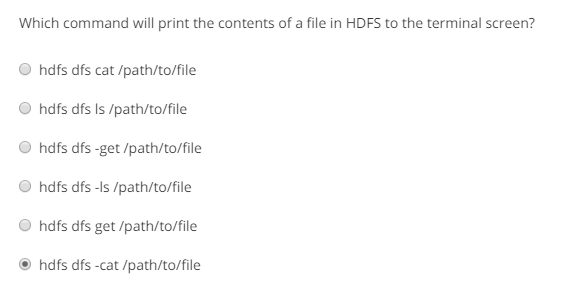 Which command will print the contents of a file in HDFS to the terminal screen?
hdfs dfs cat /path/to/file
hdfs dfs ls /path/to/file
hdfs dfs -get /path/to/file
hdfs dfs -ls /path/to/file
hdfs dfs get /path/to/file
hdfs dfs -cat /path/to/file